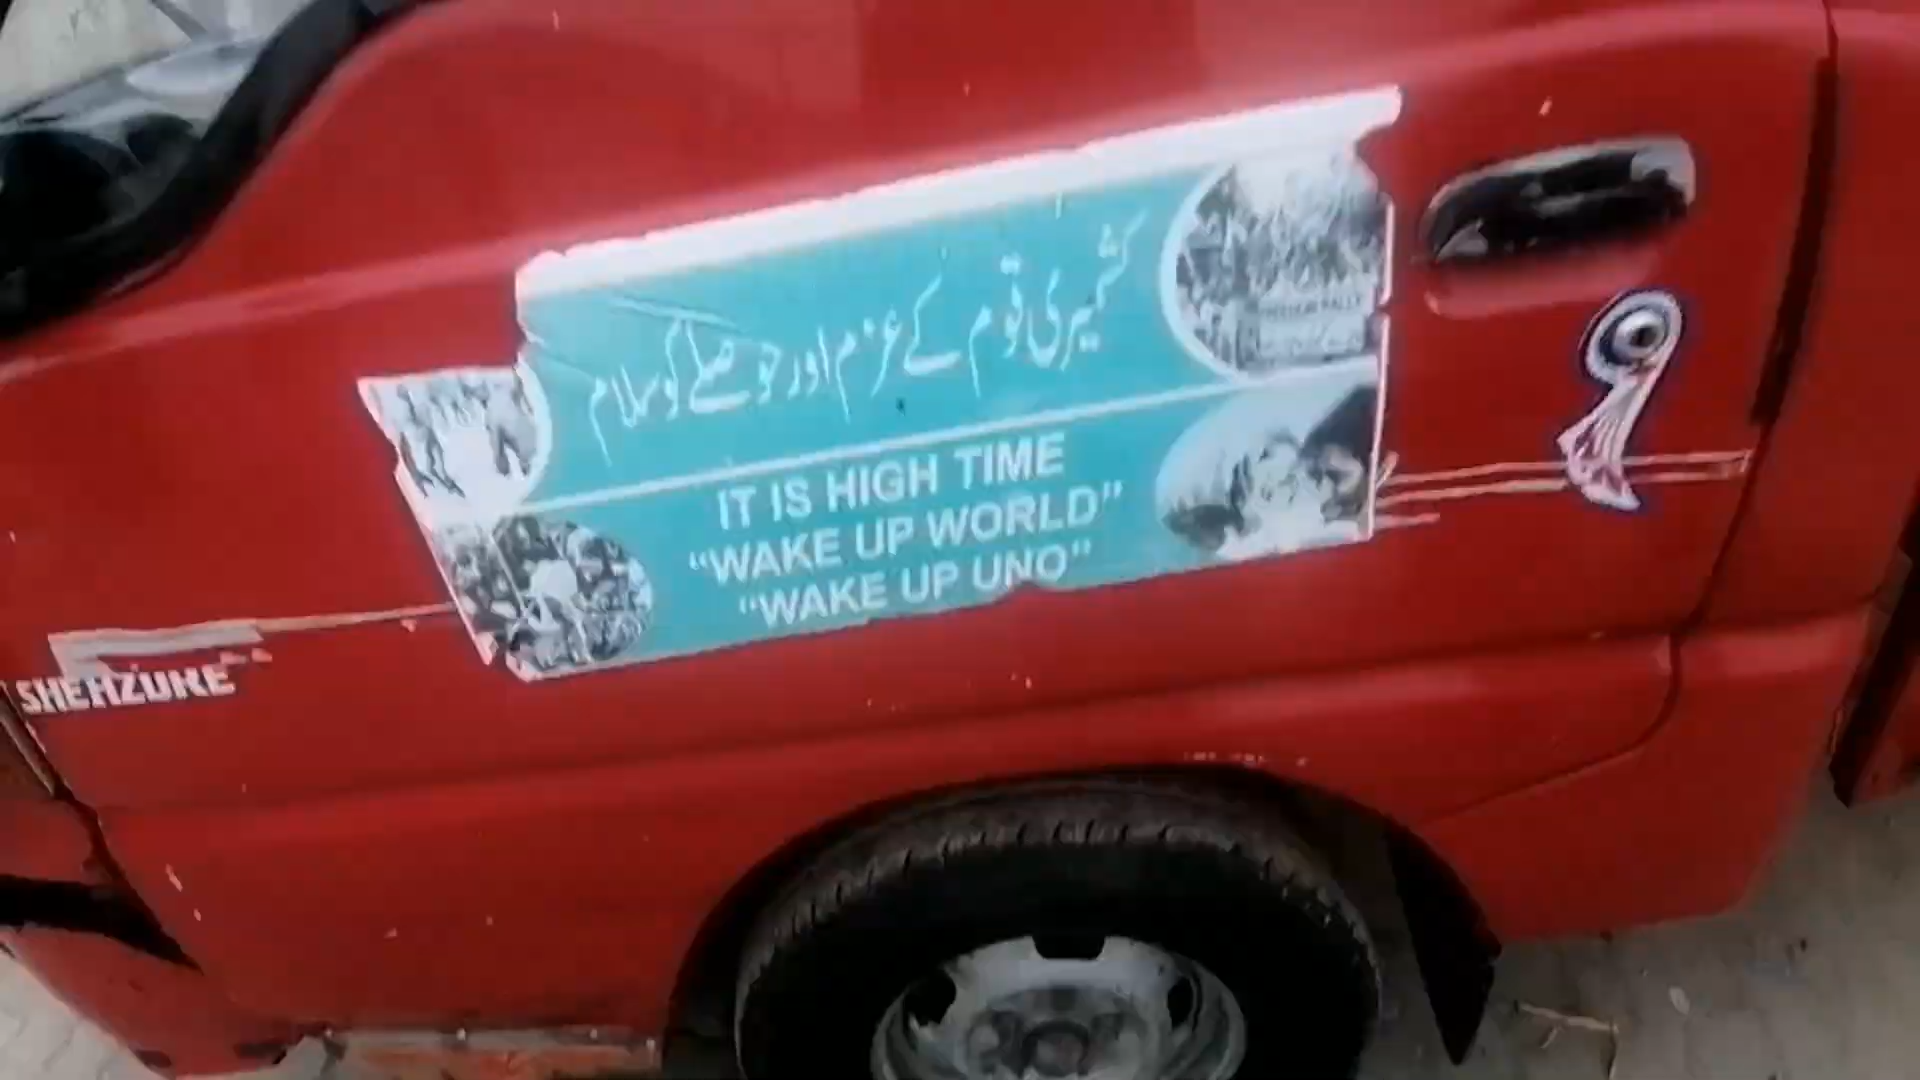 کشمیری قوم کے عزم اور حوصلے کو سلام
IT IS HIGH TIME
“WAKE UP WORLD”
“WAKE UP UNO”
SHEHZORE